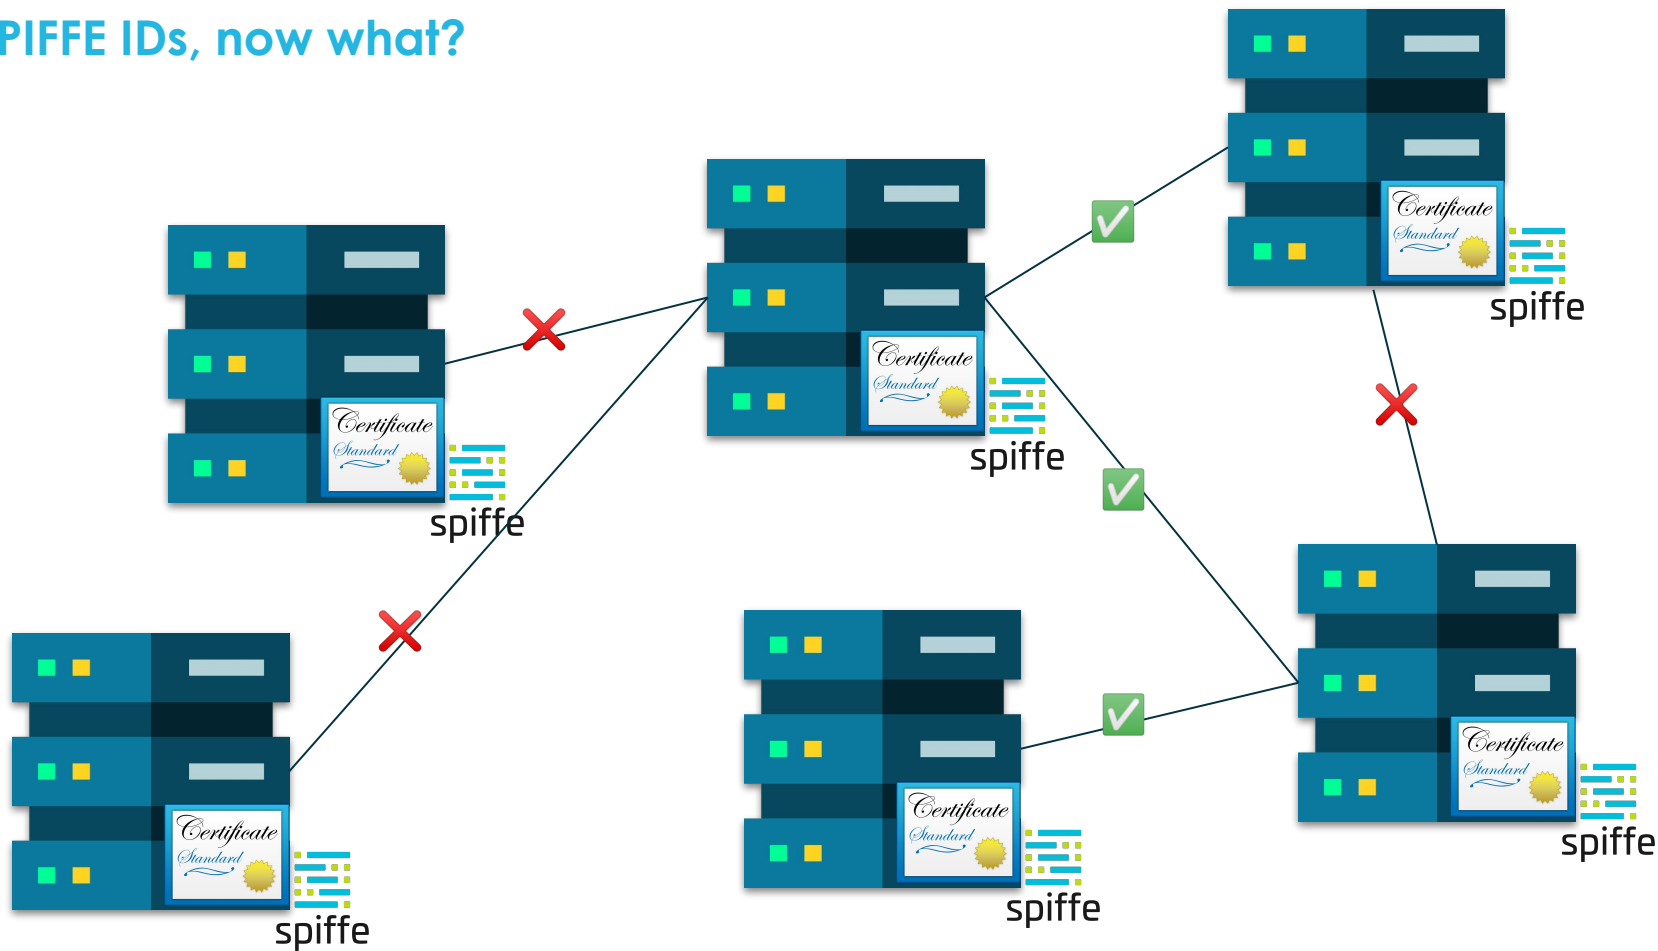 PIFFE IDs, now what?
Certificate
Standard
spiffe
Certificate
Standard
spiffe
Certificate
Standard
spiffe
Certificate
Standard
spiffe
Certificate
Standard
spiffe
Certificate
Standard
spiffe